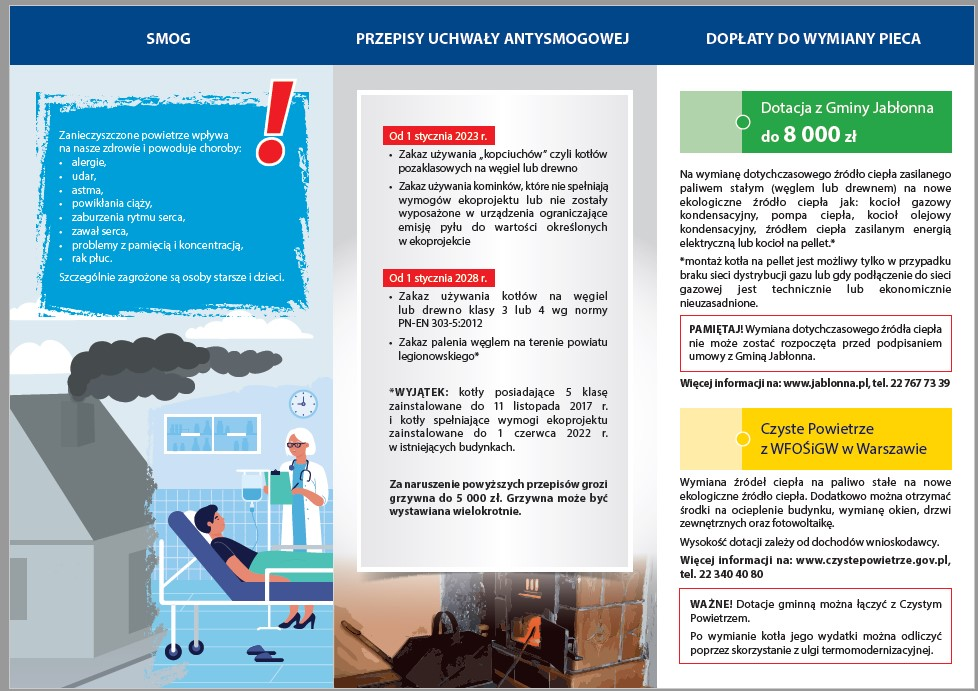 SMOG
Zanieczyszczone powietrze wpływa
na nasze zdrowie i powoduje choroby:
• alergie,
• udar,
• astma,
• powikłania ciąży,
• zaburzenia rytmu serca,
• zawał serca,
• problemy z pamięcią i koncentracją,
• rak płuc.
Szczególnie zagrożone są osoby starsze i dzieci.
PRZEPISY UCHWAŁY ANTYSMOGOWEJ
Od 1 stycznia 2023 r.
• Zakaz używania „kopciuchów” czyli kotłów
pozaklasowych na węgiel lub drewno
• Zakaz używania kominków, które nie spełniają
wymogów ekoprojektu lub nie zostały
wyposażone w urządzenia ograniczające
emisję pyłu do wartości określonych
w ekoprojekcie
Od 1 stycznia 2028 r.
• Zakaz używania kotłów na węgiel
lub drewno klasy 3 lub 4 wg normy
PN-EN 303-5:2012
• Zakaz palenia węglem na terenie powiatu
legionowskiego*
*WYJĄTEK: kotły posiadające 5 klasę
zainstalowane do 11 listopada 2017 r.
i kotły spełniające wymogi ekoprojektu
zainstalowane do 1 czerwca 2022 r.
w istniejących budynkach.
Za naruszenie powyższych przepisów grozi
grzywna do 5 000 zł. Grzywna może być
wystawiana wielokrotnie.
DOPŁATY DO WYMIANY PIECA
Dotacja z Gminy Jabłonna
do 8 000 zł
Na wymianę dotychczasowego źródło ciepła zasilanego
paliwem stałym (węglem lub drewnem) na nowe
ekologiczne źródło ciepła jak: kocioł gazowy
kondensacyjny, pompa ciepła, kocioł olejowy
kondensacyjny, źródłem ciepła zasilanym energią
elektryczną lub kocioł na pellet.*
*montaż kotła na pellet jest możliwy tylko w przypadku
braku sieci dystrybucji gazu lub gdy podłączenie do sieci
gazowej jest technicznie lub ekonomicznie
nieuzasadnione.
PAMIĘTAJ! Wymiana dotychczasowego źródła ciepła
nie może zostać rozpoczęta przed podpisaniem
umowy z Gminą Jabłonna.
Więcej informacji na: www.jablonna.pl, tel. 22 767 73 39
Czyste Powietrze
z WFOŚiGW w Warszawie
Wymiana źródeł ciepła na paliwo stałe na nowe
ekologiczne źródło ciepła. Dodatkowo można otrzymać
środki na ocieplenie budynku, wymianę okien, drzwi
zewnętrznych oraz fotowoltaikę.
Wysokość dotacji zależy od dochodów wnioskodawcy.
Więcej informacji na: www.czystepowietrze.gov.pl,
tel. 22 340 40 80
WAŻNE! Dotacje gminną można łączyć z Czystym
Powietrzem.
Po wymianie kotła jego wydatki można odliczyć
poprzez skorzystanie z ulgi termomodernizacyjnej.